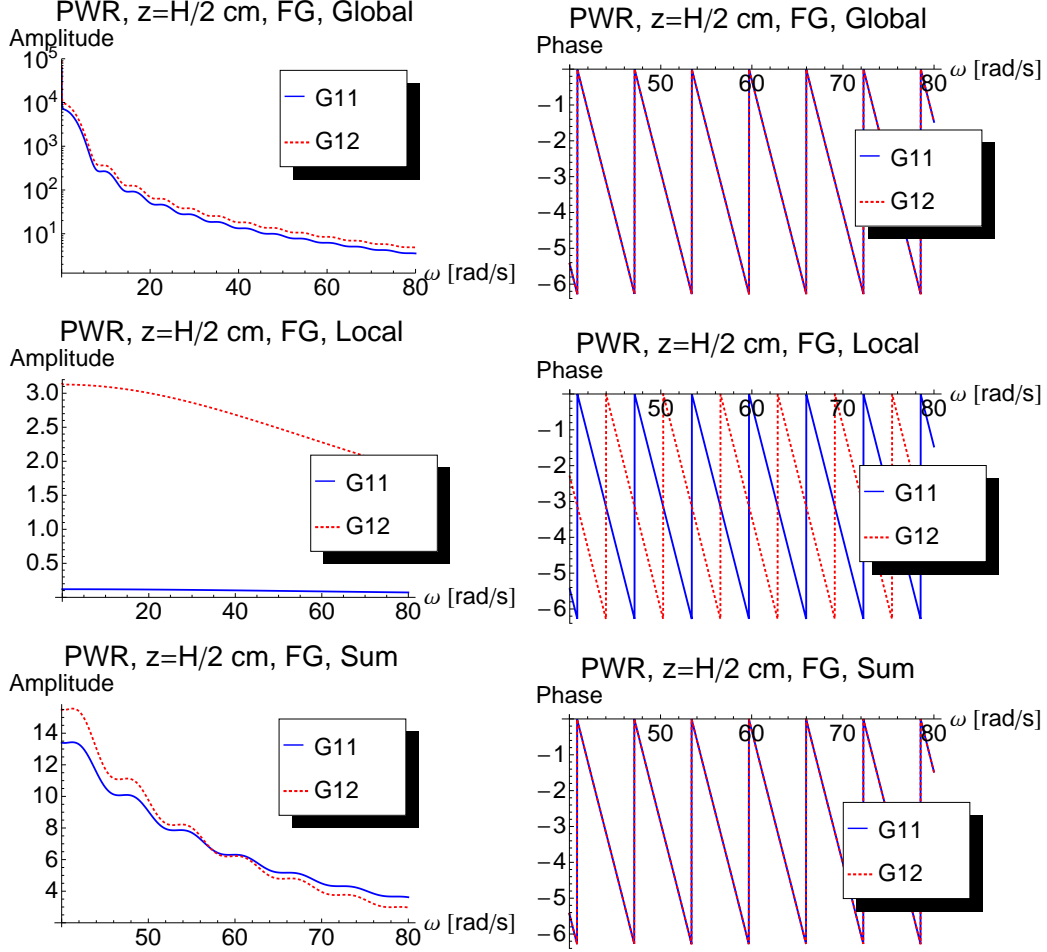 PWR, z=H/2 cm, FG, Global
Amplitude
10^5
10^4
10^3
10^2
10^1
20 40 60 80
ω [rad/s]
G11
G12
PWR, z=H/2 cm, FG, Global
Phase
50 60 70 80
ω [rad/s]
−1
−2
−3
−4
−5
−6
G11
G12
PWR, z=H/2 cm, FG, Local
Amplitude
3.0
2.5
2.0
1.5
1.0
0.5
20 40 60 80
ω [rad/s]
G11
G12
PWR, z=H/2 cm, FG, Local
Phase
50 60 70 80
ω [rad/s]
−1
−2
−3
−4
−5
−6
G11
G12
PWR, z=H/2 cm, FG, Sum
Amplitude
14
12
10
8
6
4
50 60 70 80
ω [rad/s]
G11
G12
PWR, z=H/2 cm, FG, Sum
Phase
50 60 70 80
ω [rad/s]
−1
−2
−3
−4
−5
−6
G11
G12